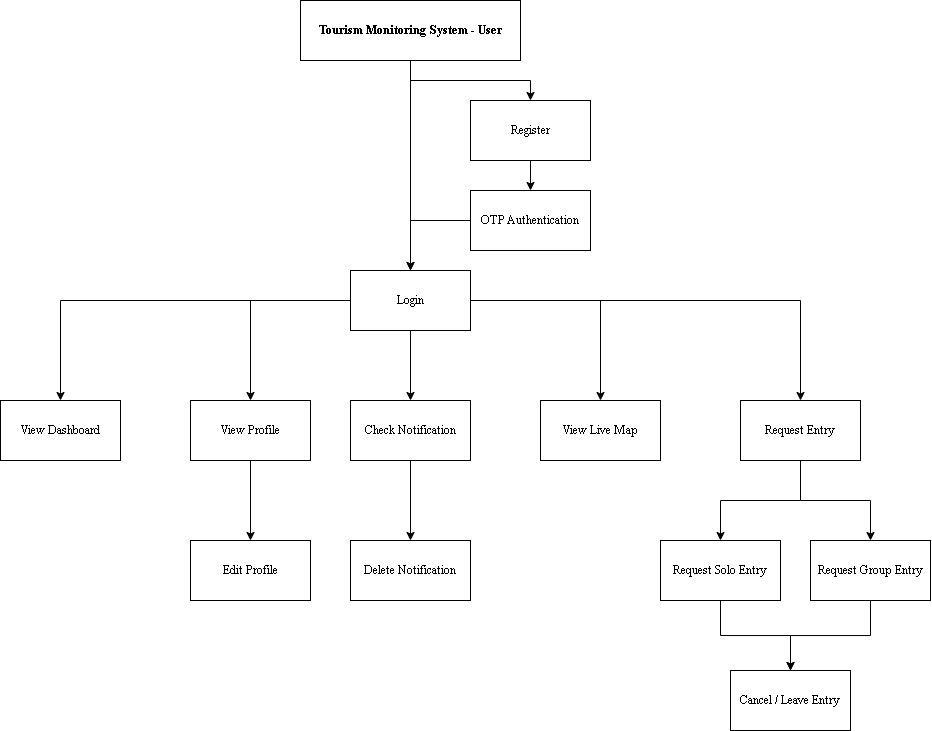 Tourism Monitoring System - User
Register
OTP Authentication
Login
View Dashboard
View Profile
Check Notification
View Live Map
Request Entry
Edit Profile
Delete Notification
Request Solo Entry
Request Group Entry
Cancel / Leave Entry